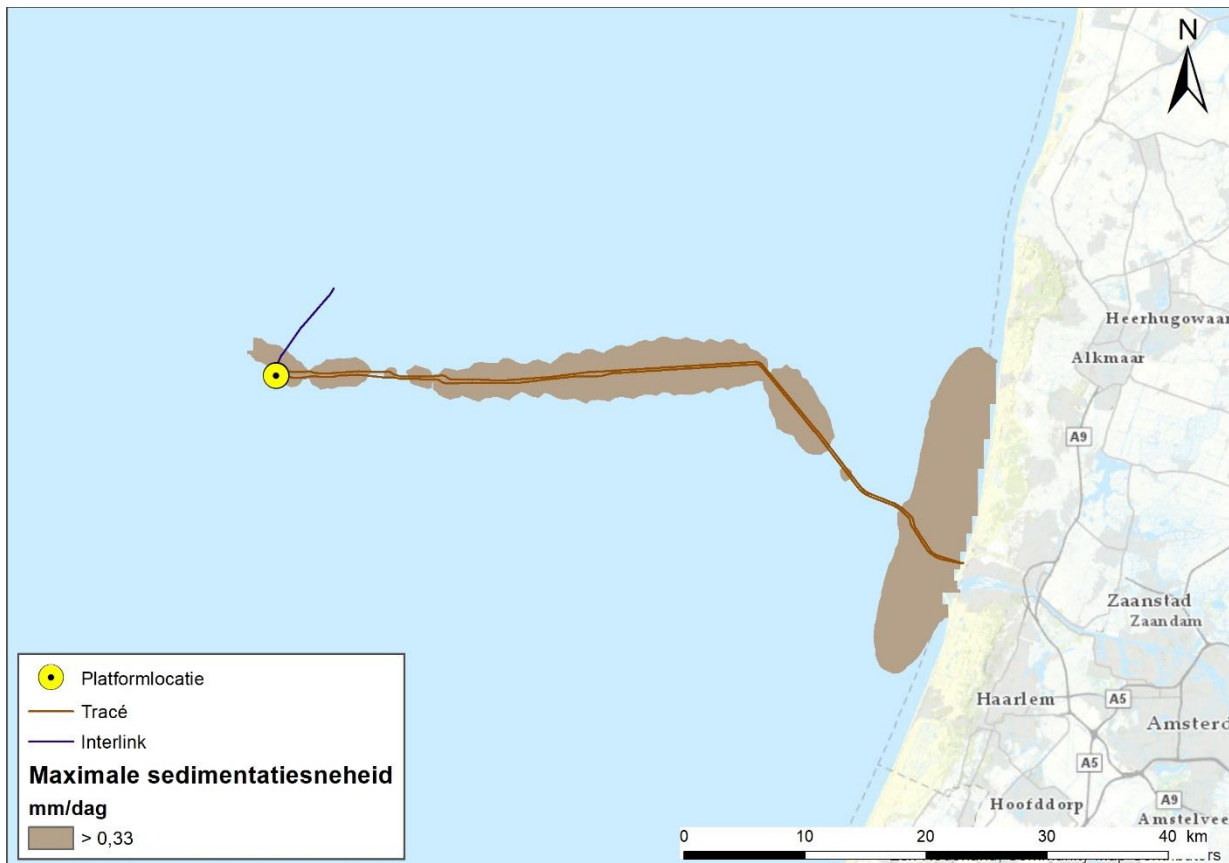 N
Heerhugowaar
Alkmaar
A9
Zaanstad
Zaandam
Haarlem
A5
Amsterd
A5
Hoofddorp
A9
Amstelvee
Platformlocatie
Tracé
Interlink
Maximale sedimentatiesneheid
mm/dag
> 0,33
0 10 20 30 40 km